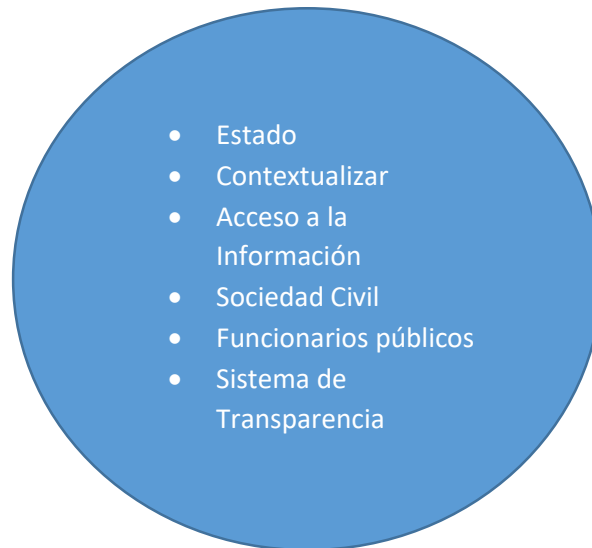 • Estado
• Contextualizar
• Acceso a la
Información
• Sociedad Civil
• Funcionarios públicos
• Sistema de
Transparencia